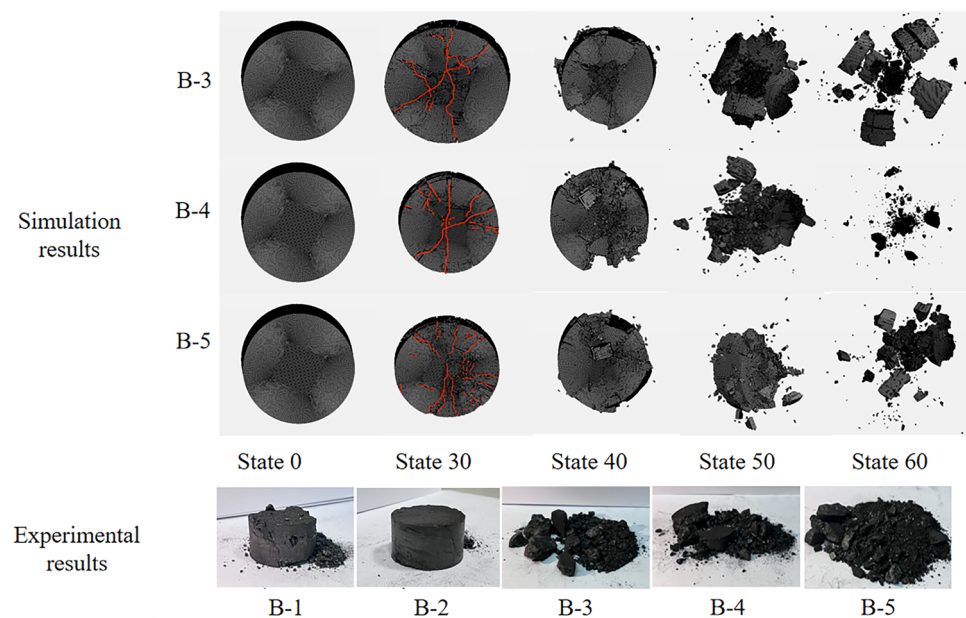 B-3
Simulation
results
B-4
B-5
State 0 State 30 State 40 State 50 State 60
Experimental
results
B-1 B-2 B-3 B-4 B-5